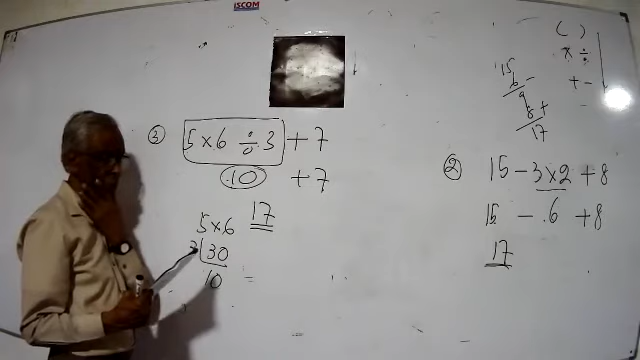 ISCOM
③ 5 × 6 ÷ 3 + 7
10 + 7
17
5 × 6
3 ) 30
10 =
( )
× ÷
+ -
15
6 -
9
8 +
17
② 15 - 3 × 2 + 8
15 - 6 + 8
17